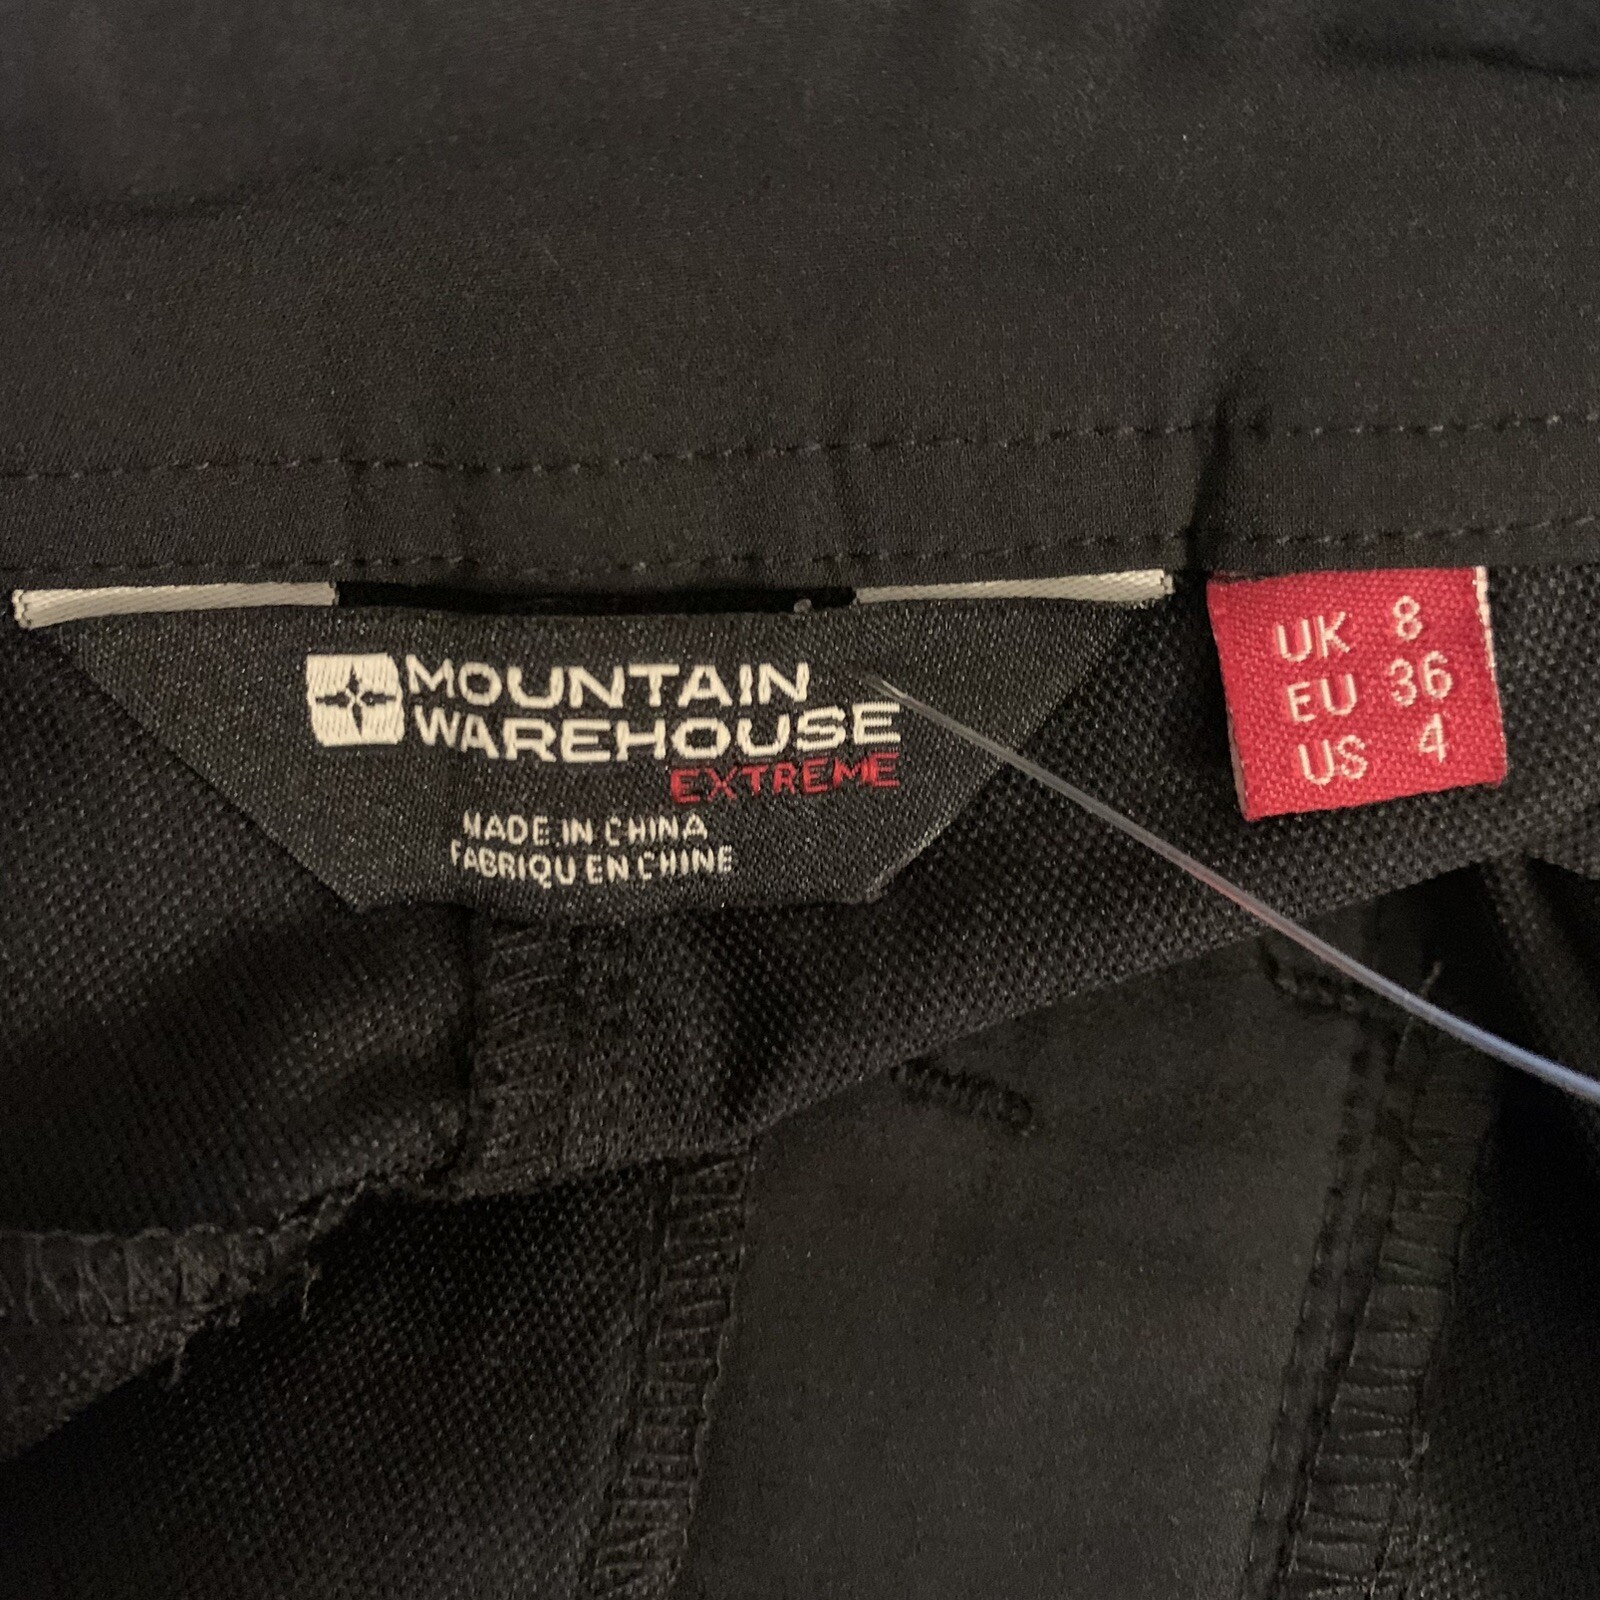 MOUNTAIN
WAREHOUSE
EXTREME
MADE IN CHINA
FABRIQU EN CHINE
UK 8
EU 36
US 4